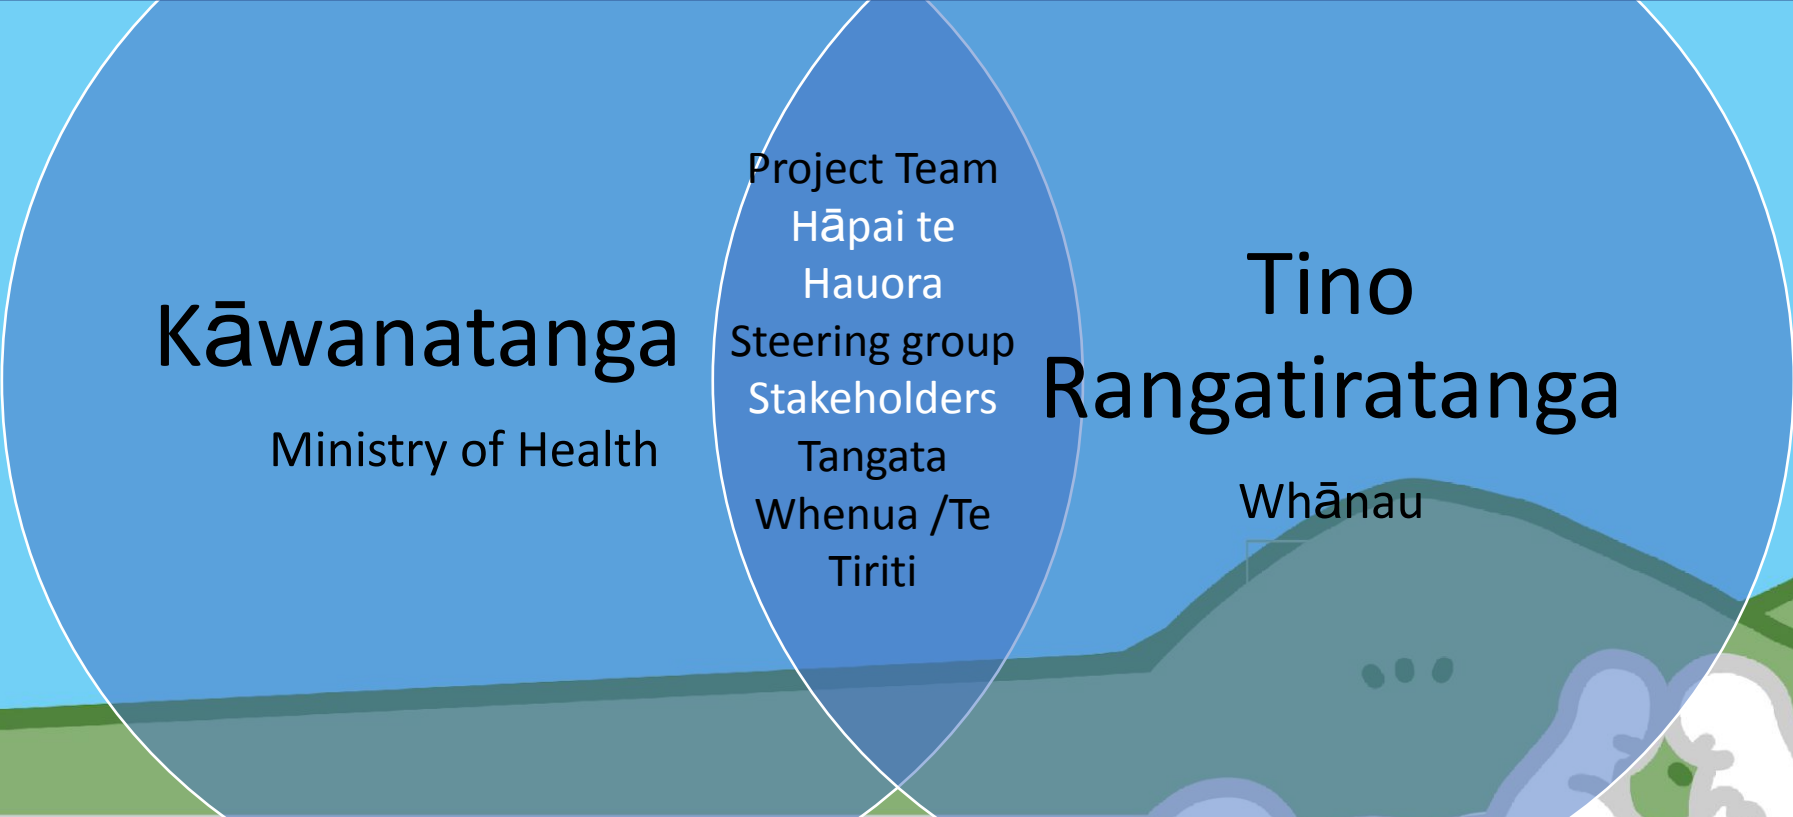 Kāwanatanga
Ministry of Health
Project Team
Hāpai te
Hauora
Steering group
Stakeholders
Tangata
Whenua /Te
Tiriti
Tino
Rangatiratanga
Whānau